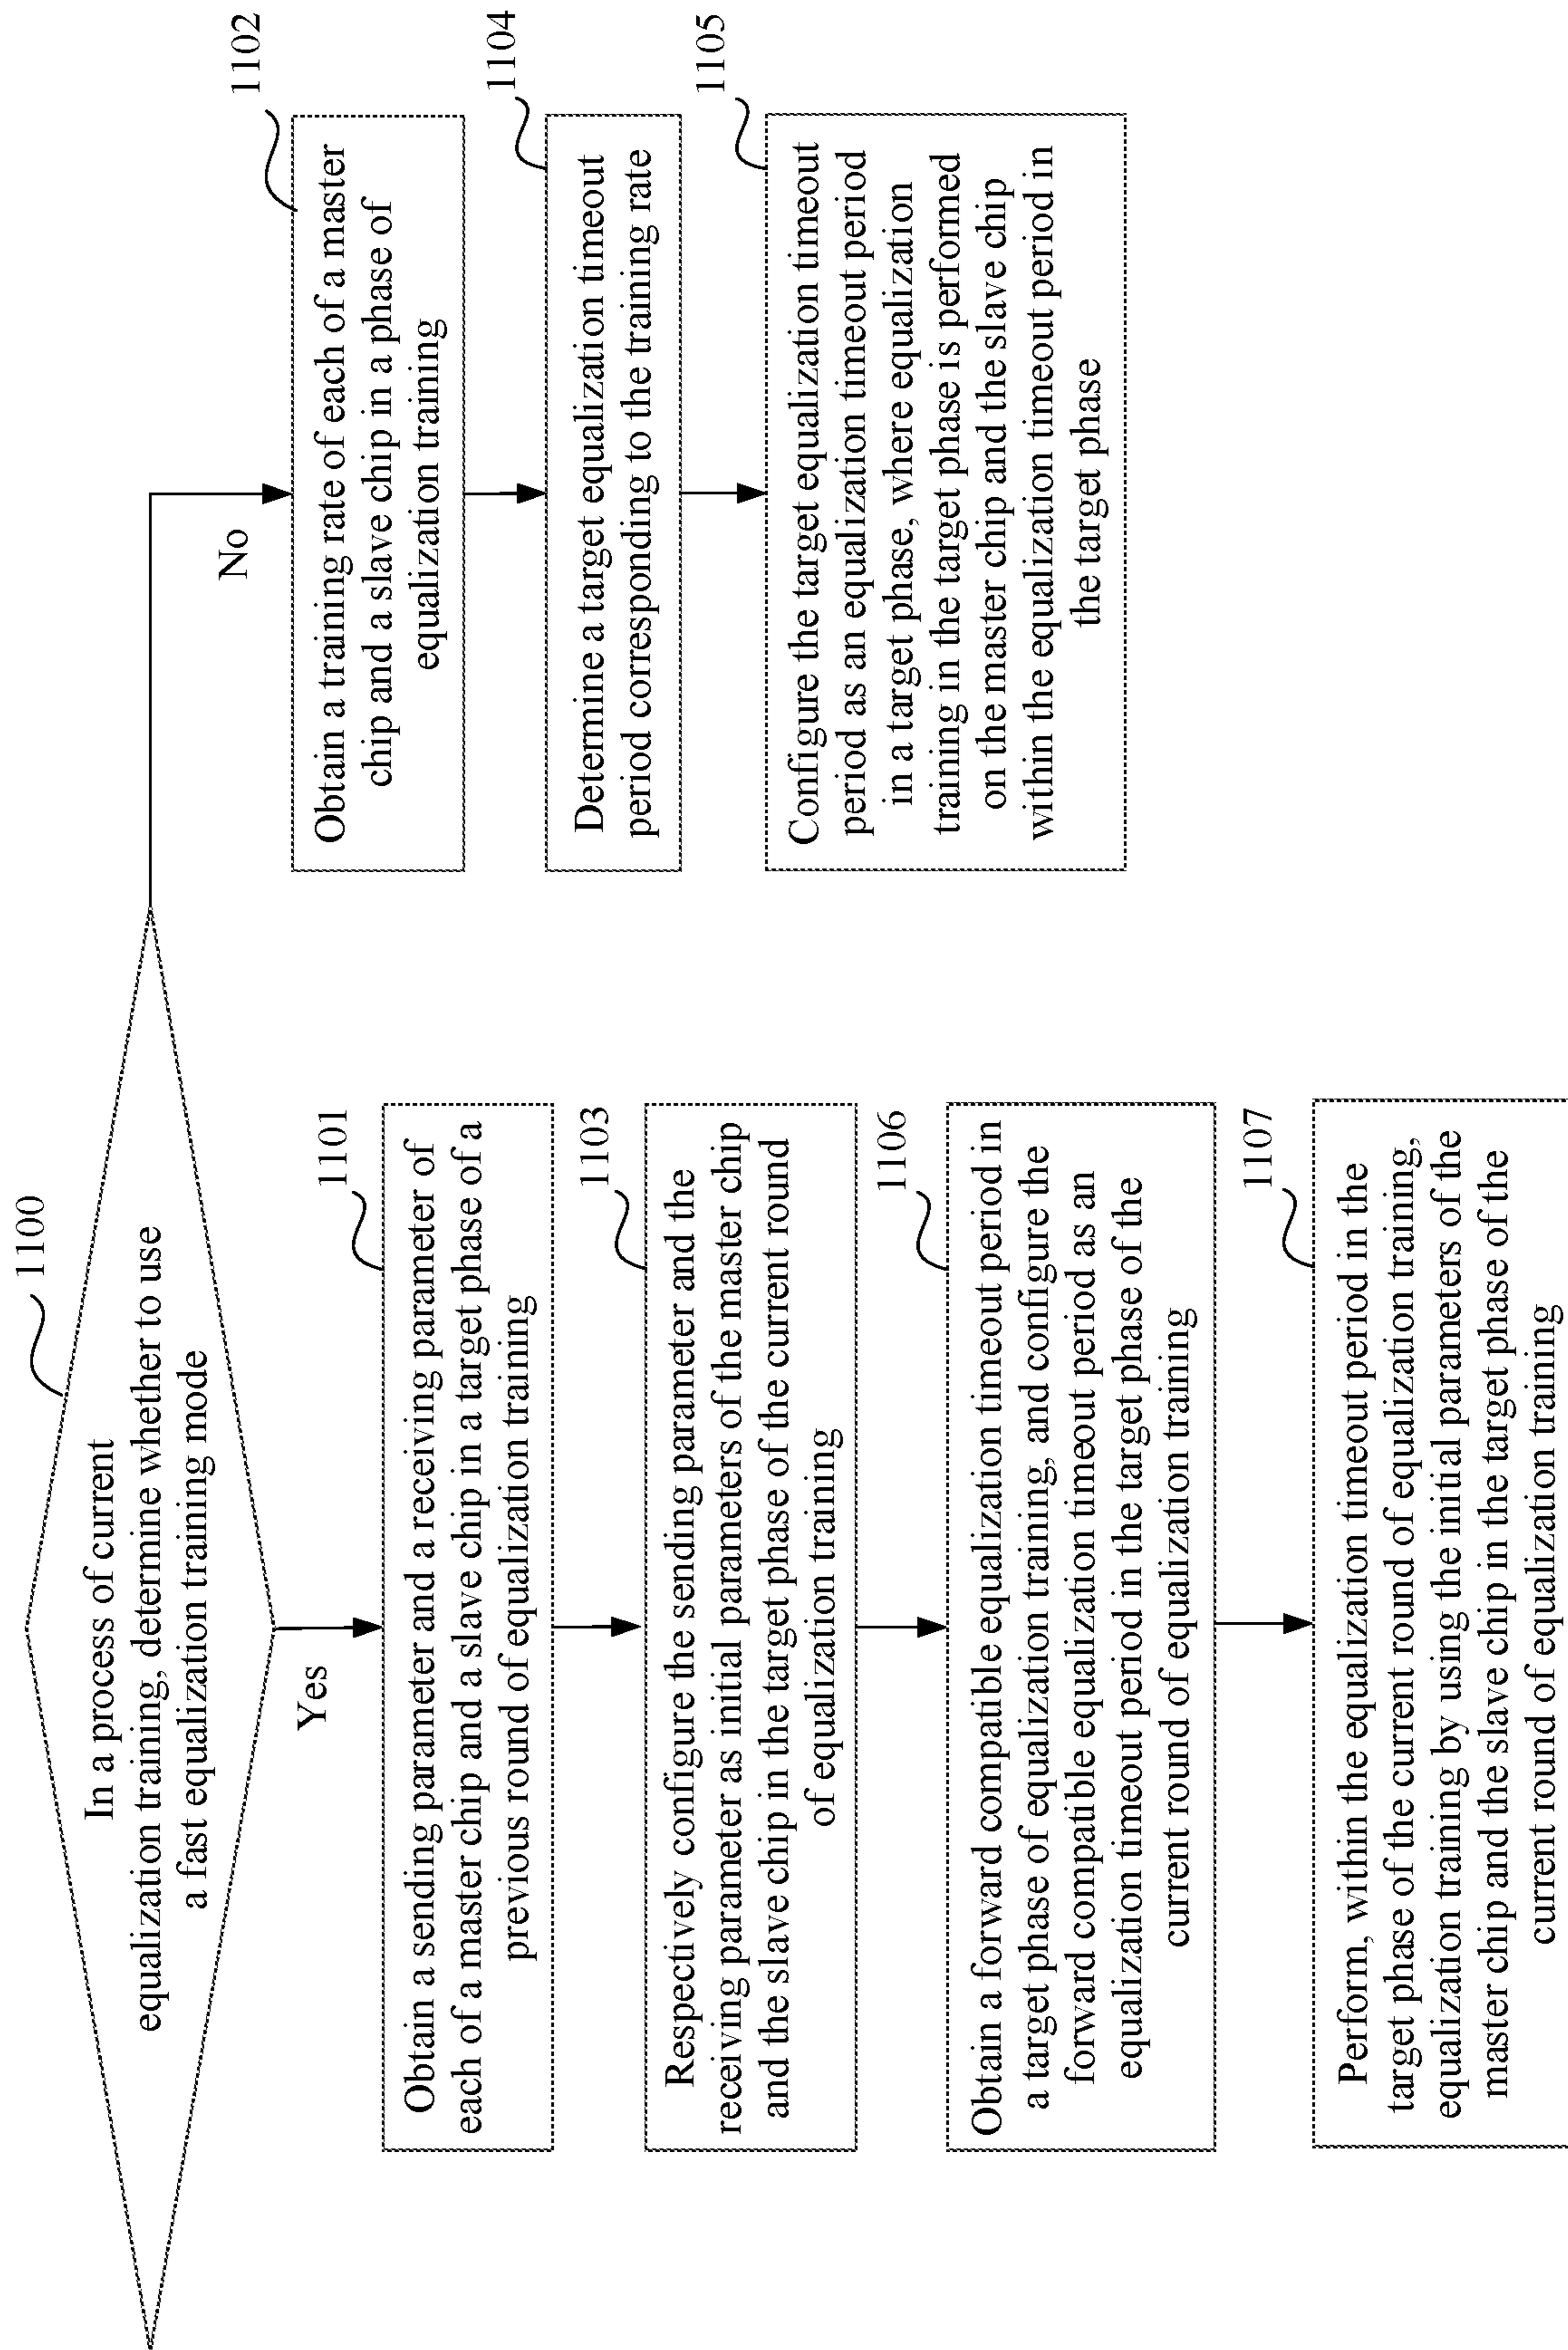 1100
In a process of current
equalization training, determine whether to use
a fast equalization training mode
Yes
No
1101
Obtain a sending parameter and a receiving parameter of
each of a master chip and a slave chip in a target phase of a
previous round of equalization training
1103
Respectively configure the sending parameter and the
receiving parameter as initial parameters of the master chip
and the slave chip in the target phase of the current round
of equalization training
1106
Obtain a forward compatible equalization timeout period in
a target phase of equalization training, and configure the
forward compatible equalization timeout period as an
equalization timeout period in the target phase of the
current round of equalization training
1107
Perform, within the equalization timeout period in the
target phase of the current round of equalization training,
equalization training by using the initial parameters of the
master chip and the slave chip in the target phase of the
current round of equalization training
1102
Obtain a training rate of each of a master
chip and a slave chip in a phase of
equalization training
1104
Determine a target equalization timeout
period corresponding to the training rate
1105
Configure the target equalization timeout
period as an equalization timeout period
in a target phase, where equalization
training in the target phase is performed
on the master chip and the slave chip
within the equalization timeout period in
the target phase